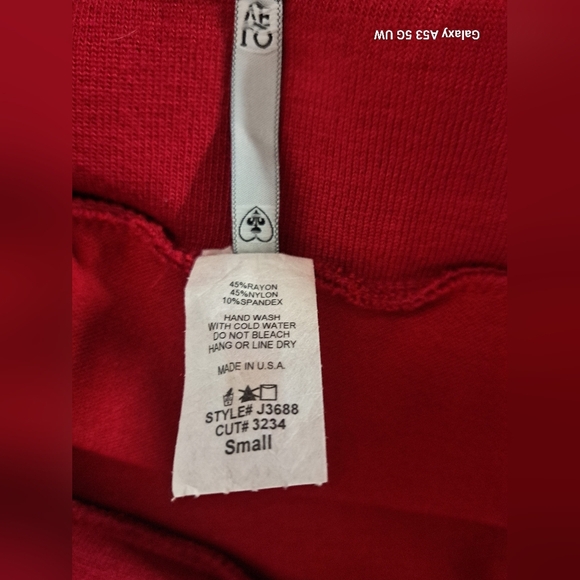 Galaxy A53 5G UW
45%RAYON
45%NYLON
10%SPANDEX
HAND WASH
WITH COLD WATER
DO NOT BLEACH
HANG OR LINE DRY
MADE IN U.S.A.
STYLE# J3688
CUT# 3234
Small